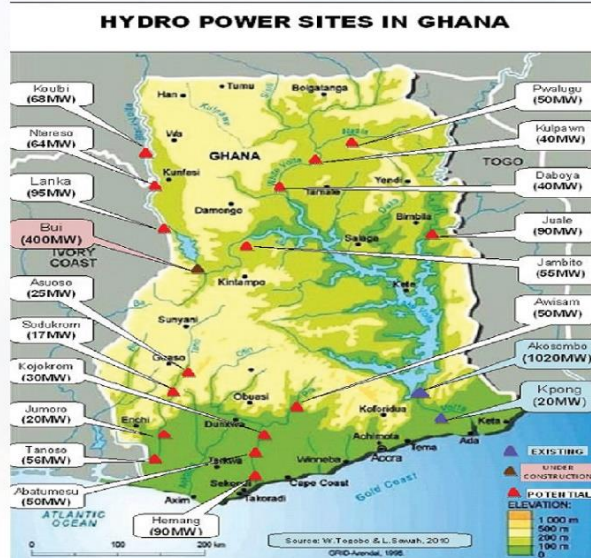 HYDRO POWER SITES IN GHANA
Koulbi
(68MW)
Ntereso
(64MW)
Lanka
(95MW)
Bui
(400MW)
IVORY
COAST
Asuoso
(25MW)
Sodukrom
(17MW)
Kojokrom
(30MW)
Jumoro
(20MW)
Tanoso
(56MW)
Abatumesu
(50MW)
Hemang
(90MW)
Pwalugu
(50MW)
Kulpawn
(40MW)
TOGO
Daboya
(40MW)
Juale
(90MW)
Jambito
(55MW)
Awisam
(50MW)
Akosombo
(1020MW)
Kpong
(20MW)
Han
Tumu
Bolgatanga
Wa
GHANA
Kunfesi
Tamale
Yendi
Damongo
Bimbila
Salaga
Kintampo
Kete
Sunyani
Goaso
Obuasi
Koforidua
Enchi
Dunkwa
Achimota
Keta
Ada
Tema
Accra
Tarkwa
Winneba
Cape Coast
Sekondi
Takoradi
Axim
Gold Coast
ATLANTIC
OCEAN
EXISTING
UNDER
CONSTRUCTION
POTENTIAL
ELEVATION:
1 000 m
500 m
200 m
100 m
0
100
200 km
Source: W.Togobo & L.Sowah, 2010
GRID-Arendal, 1996